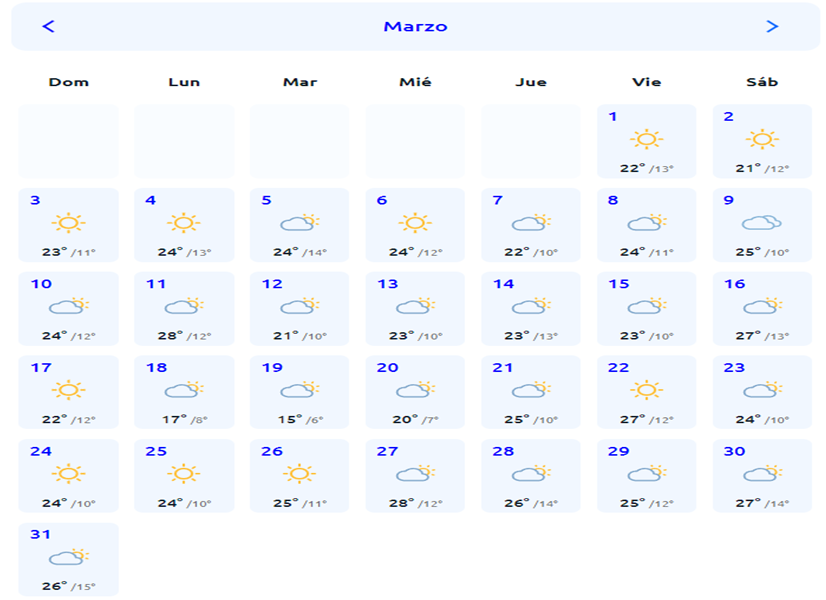 Marzo
Dom Lun Mar Mié Jue Vie Sáb
1 2
22° /13° 21° /12°
3 4 5 6 7 8 9
23° /11° 24° /13° 24° /14° 24° /12° 22° /10° 24° /11° 25° /10°
10 11 12 13 14 15 16
24° /12° 28° /12° 21° /10° 23° /10° 23° /13° 23° /10° 27° /13°
17 18 19 20 21 22 23
22° /12° 17° /8° 15° /6° 20° /7° 25° /10° 27° /12° 24° /10°
24 25 26 27 28 29 30
24° /10° 24° /10° 25° /11° 28° /12° 26° /14° 25° /12° 27° /14°
31
26° /15°